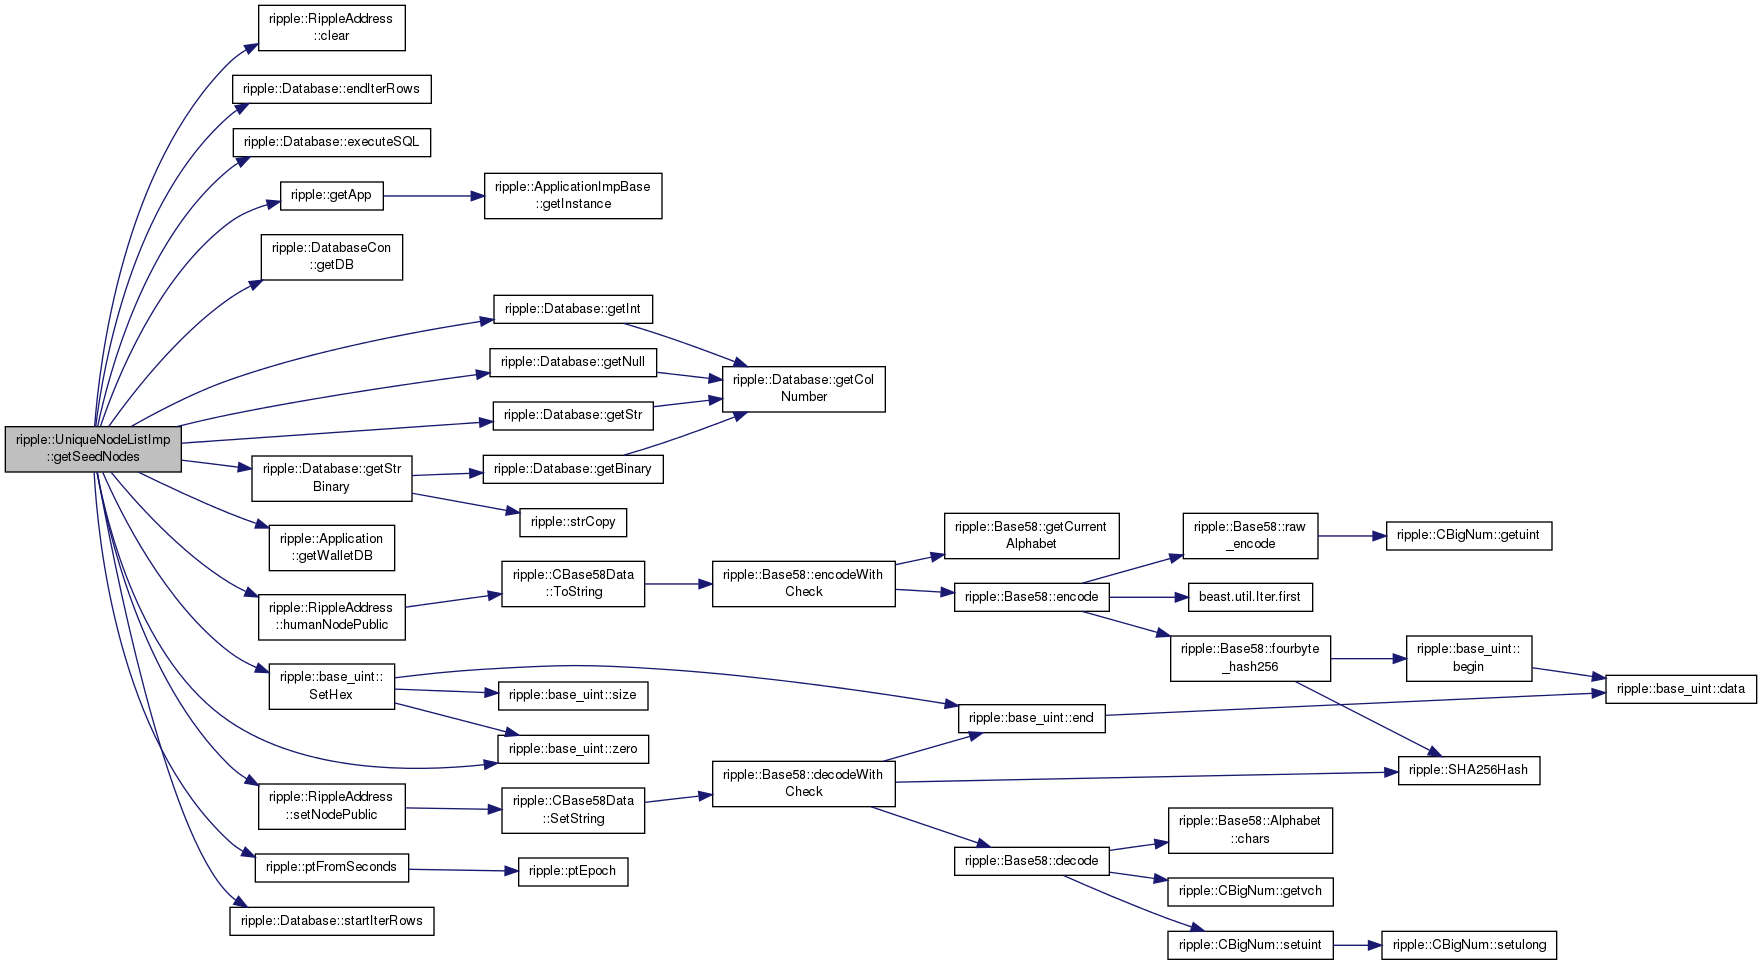 ripple::RippleAddress
::clear
ripple::Database::endIterRows
ripple::Database::executeSQL
ripple::getApp
ripple::ApplicationImpBase
::getInstance
ripple::DatabaseCon
::getDB
ripple::Database::getInt
ripple::Database::getNull
ripple::Database::getCol
Number
ripple::Database::getStr
ripple::UniqueNodeListImp
::getSeedNodes
ripple::Database::getStr
Binary
ripple::Database::getBinary
ripple::strCopy
ripple::Application
::getWalletDB
ripple::Base58::getCurrent
Alphabet
ripple::Base58::raw
_encode
ripple::CBigNum::getuint
ripple::CBase58Data
::ToString
ripple::Base58::encodeWith
Check
ripple::Base58::encode
beast.util.Iter.first
ripple::RippleAddress
::humanNodePublic
ripple::Base58::fourbyte
_hash256
ripple::base_uint::
begin
ripple::base_uint::data
ripple::base_uint::
SetHex
ripple::base_uint::size
ripple::base_uint::end
ripple::base_uint::zero
ripple::SHA256Hash
ripple::Base58::decodeWith
Check
ripple::RippleAddress
::setNodePublic
ripple::CBase58Data
::SetString
ripple::Base58::Alphabet
::chars
ripple::Base58::decode
ripple::ptFromSeconds
ripple::ptEpoch
ripple::CBigNum::getvch
ripple::Database::startIterRows
ripple::CBigNum::setuint
ripple::CBigNum::setulong